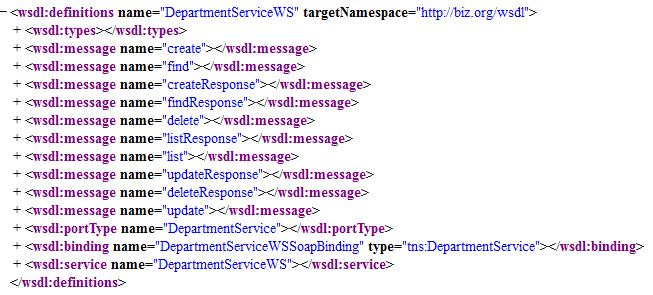 −<wsdl:definitions name="DepartmentServiceWS" targetNamespace="http://biz.org/wsdl">
+ <wsdl:types></wsdl:types>
+ <wsdl:message name="create"></wsdl:message>
+ <wsdl:message name="find"></wsdl:message>
+ <wsdl:message name="createResponse"></wsdl:message>
+ <wsdl:message name="findResponse"></wsdl:message>
+ <wsdl:message name="delete"></wsdl:message>
+ <wsdl:message name="listResponse"></wsdl:message>
+ <wsdl:message name="list"></wsdl:message>
+ <wsdl:message name="updateResponse"></wsdl:message>
+ <wsdl:message name="deleteResponse"></wsdl:message>
+ <wsdl:message name="update"></wsdl:message>
+ <wsdl:portType name="DepartmentService"></wsdl:portType>
+ <wsdl:binding name="DepartmentServiceWSSoapBinding" type="tns:DepartmentService"></wsdl:binding>
+ <wsdl:service name="DepartmentServiceWS"></wsdl:service>
</wsdl:definitions>